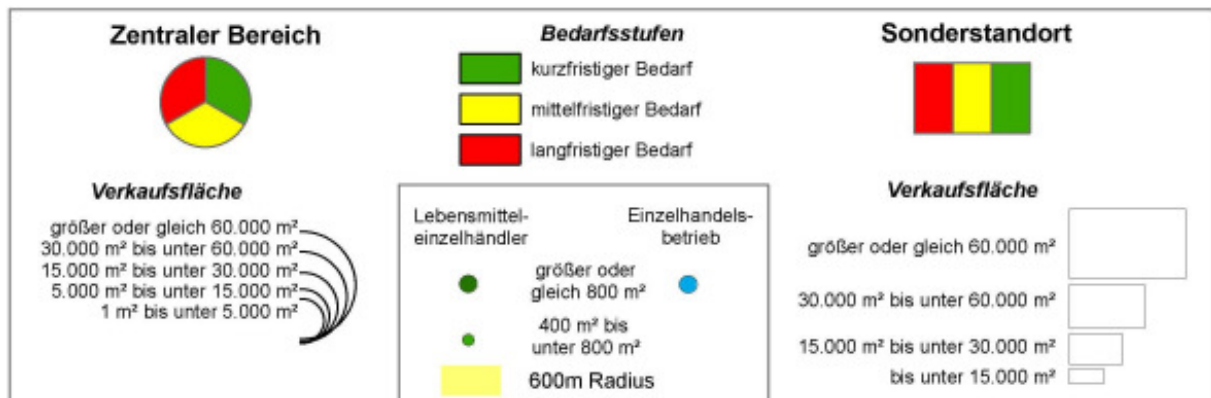 Zentraler Bereich
Verkaufsfläche
größer oder gleich 60.000 m²
30.000 m² bis unter 60.000 m²
15.000 m² bis unter 30.000 m²
5.000 m² bis unter 15.000 m²
1 m² bis unter 5.000 m²
Bedarfsstufen
kurzfristiger Bedarf
mittelfristiger Bedarf
langfristiger Bedarf
Lebensmittel-
einzelhändler
Einzelhandels-
betrieb
größer oder
gleich 800 m²
400 m² bis
unter 800 m²
600m Radius
Sonderstandort
Verkaufsfläche
größer oder gleich 60.000 m²
30.000 m² bis unter 60.000 m²
15.000 m² bis unter 30.000 m²
bis unter 15.000 m²